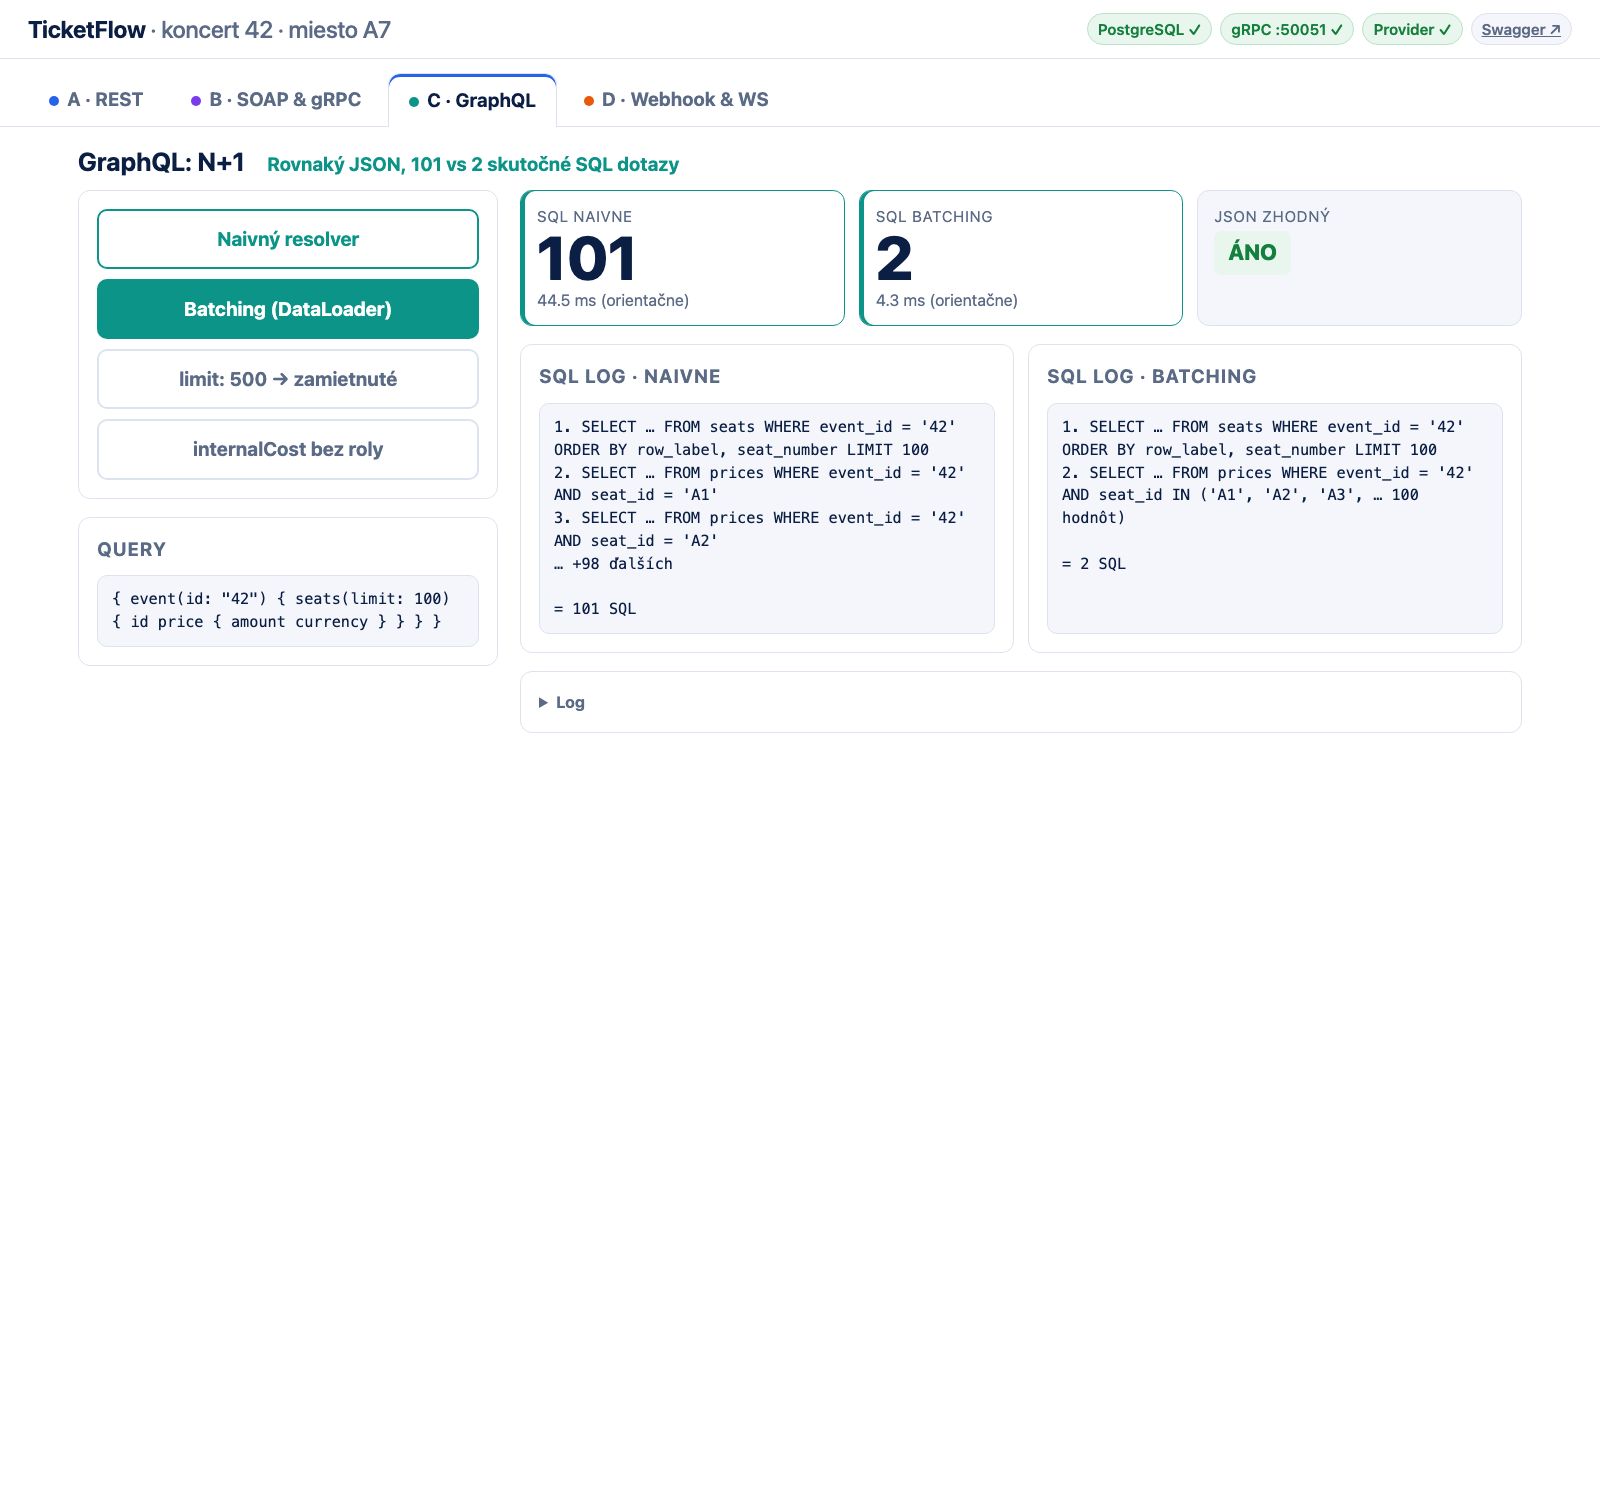 TicketFlow · koncert 42 · miesto A7
PostgreSQL ✓
gRPC :50051 ✓
Provider ✓
Swagger ↗
A · REST
B · SOAP & gRPC
C · GraphQL
D · Webhook & WS
GraphQL: N+1
Rovnaký JSON, 101 vs 2 skutočné SQL dotazy
Naivný resolver
Batching (DataLoader)
limit: 500 → zamietnuté
internalCost bez roly
QUERY
{ event(id: "42") { seats(limit: 100)
{ id price { amount currency } } } }
SQL NAIVNE
101
44.5 ms (orientačne)
SQL BATCHING
2
4.3 ms (orientačne)
JSON ZHODNÝ
ÁNO
SQL LOG · NAIVNE
1. SELECT … FROM seats WHERE event_id = '42'
ORDER BY row_label, seat_number LIMIT 100
2. SELECT … FROM prices WHERE event_id = '42'
AND seat_id = 'A1'
3. SELECT … FROM prices WHERE event_id = '42'
AND seat_id = 'A2'
… +98 ďalších
= 101 SQL
SQL LOG · BATCHING
1. SELECT … FROM seats WHERE event_id = '42'
ORDER BY row_label, seat_number LIMIT 100
2. SELECT … FROM prices WHERE event_id = '42'
AND seat_id IN ('A1', 'A2', 'A3', … 100
hodnôt)
= 2 SQL
▶ Log